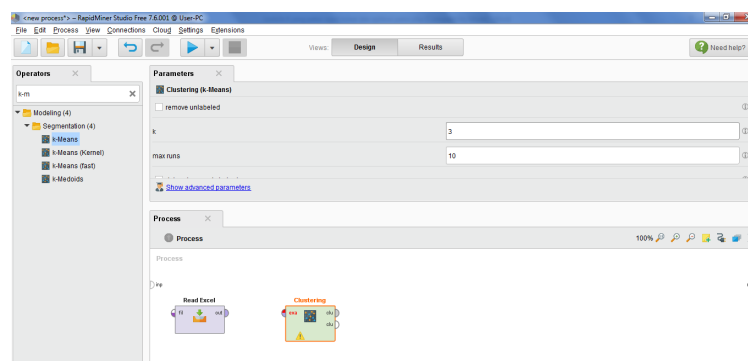 <new process*> – RapidMiner Studio Free 7.6.001 @ User-PC
File Edit Process View Connections Cloud Settings Extensions
Views: Design Results Need help?
Operators
k-m
Modeling (4)
Segmentation (4)
k-Means
k-Means (Kernel)
k-Means (fast)
k-Medoids
Parameters
Clustering (k-Means)
remove unlabeled
k 3
max runs 10
Show advanced parameters
Process
Process
100%
Process
inp
Read Excel
fil out
Clustering
exa clu
clu